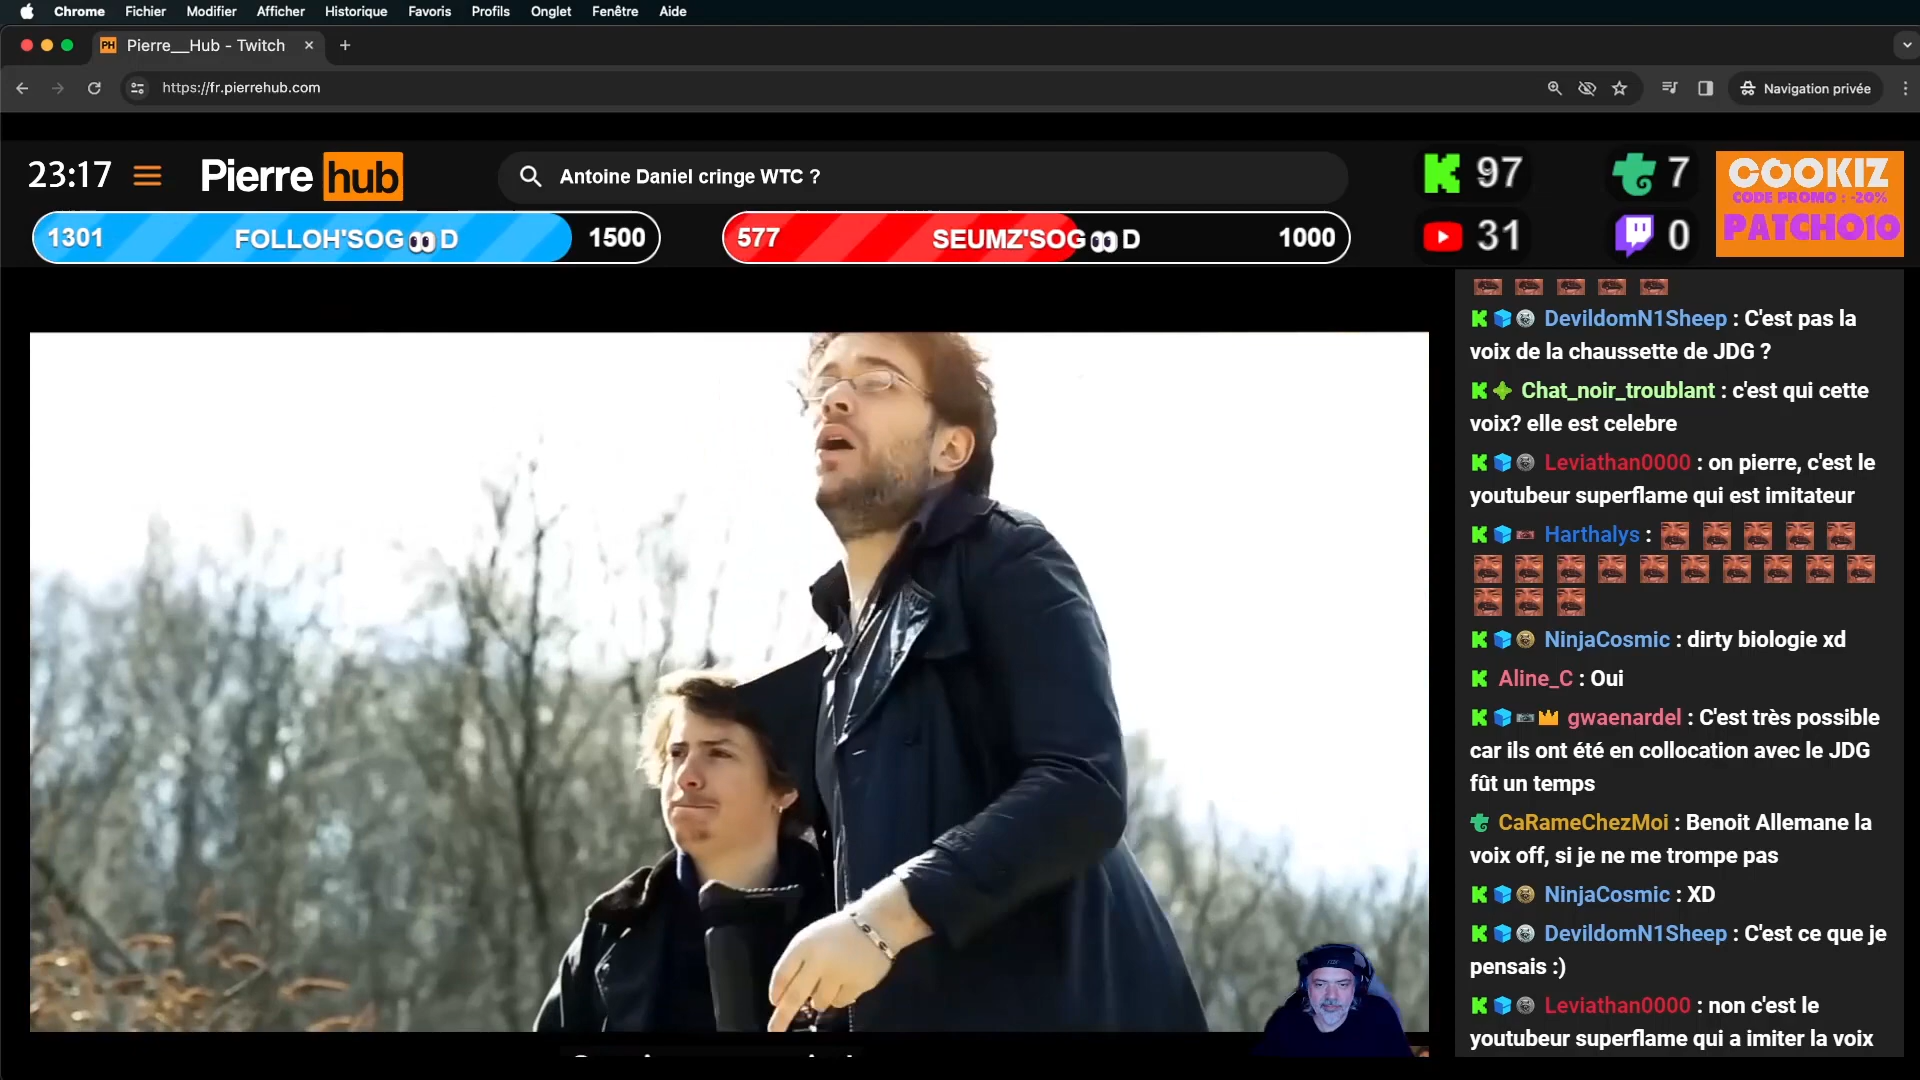 Chrome Fichier Modifier Afficher Historique Favoris Profils Onglet Fenêtre Aide
PH Pierre__Hub - Twitch
https://fr.pierrehub.com
Navigation privée
23:17
Pierre hub
Antoine Daniel cringe WTC ?
97
7
1301 FOLLOH'SOG👀D 1500
577 SEUMZ'SOG👀D 1000
31
0
COOKIZ
CODE PROMO : -20%
PATCHO10
DevildomN1Sheep : C'est pas la
voix de la chaussette de JDG ?
Chat_noir_troublant : c'est qui cette
voix? elle est celebre
Leviathan0000 : on pierre, c'est le
youtubeur superflame qui est imitateur
Harthalys :
NinjaCosmic : dirty biologie xd
Aline_C : Oui
gwaenardel : C'est très possible
car ils ont été en collocation avec le JDG
fût un temps
CaRameChezMoi : Benoit Allemane la
voix off, si je ne me trompe pas
NinjaCosmic : XD
DevildomN1Sheep : C'est ce que je
pensais :)
Leviathan0000 : non c'est le
youtubeur superflame qui a imiter la voix